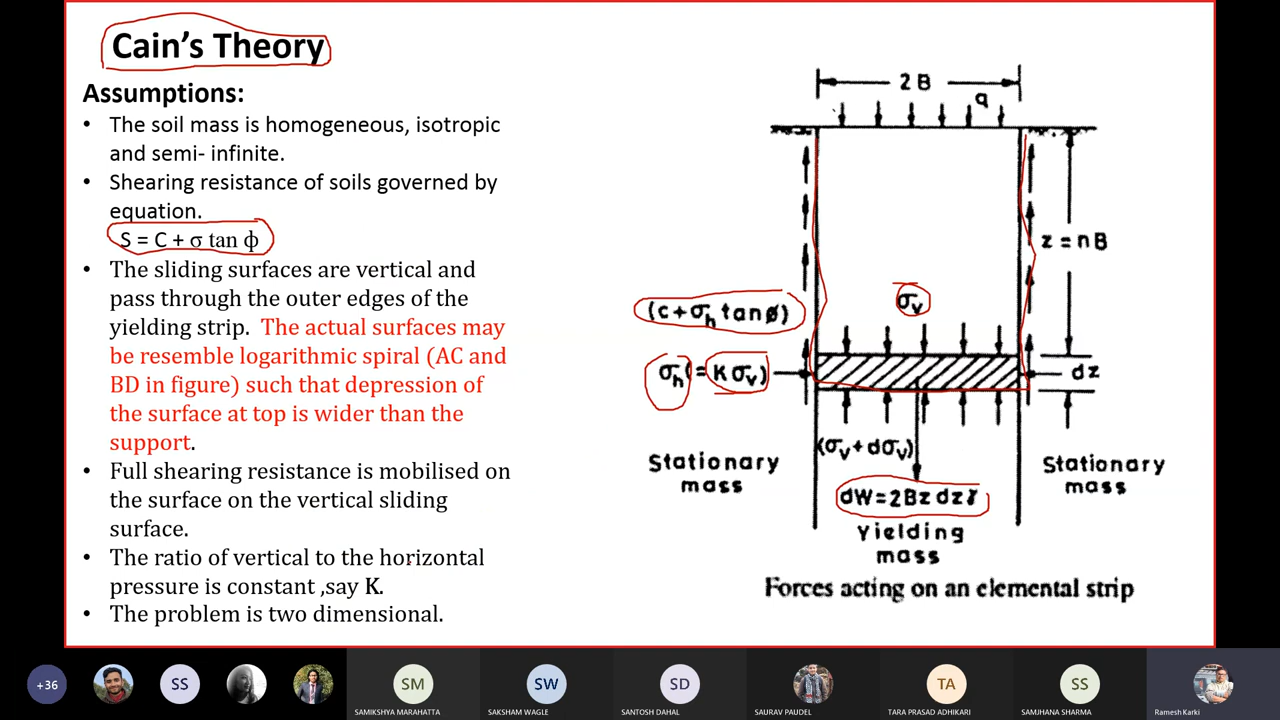 Cain's Theory
Assumptions:
• The soil mass is homogeneous, isotropic
and semi- infinite.
• Shearing resistance of soils governed by
equation.
S = C + σ tan ф
• The sliding surfaces are vertical and
pass through the outer edges of the
yielding strip. The actual surfaces may
be resemble logarithmic spiral (AC and
BD in figure) such that depression of
the surface at top is wider than the
support.
• Full shearing resistance is mobilised on
the surface on the vertical sliding
surface.
• The ratio of vertical to the horizontal
pressure is constant ,say K.
• The problem is two dimensional.
2B
q
z = nB
(c+σh tanø)
σv
σh (= K σv)
dz
(σv + dσv)
Stationary
mass
Stationary
mass
dW = 2Bz dz γ
Yielding
mass
Forces acting on an elemental strip
+36
SS
SM
SAMIKSHYA MARAHATTA
SW
SAKSHAM WAGLE
SD
SANTOSH DAHAL
SAURAV PAUDEL
TA
TARA PRASAD ADHIKARI
SS
SAMJHANA SHARMA
Ramesh Karki